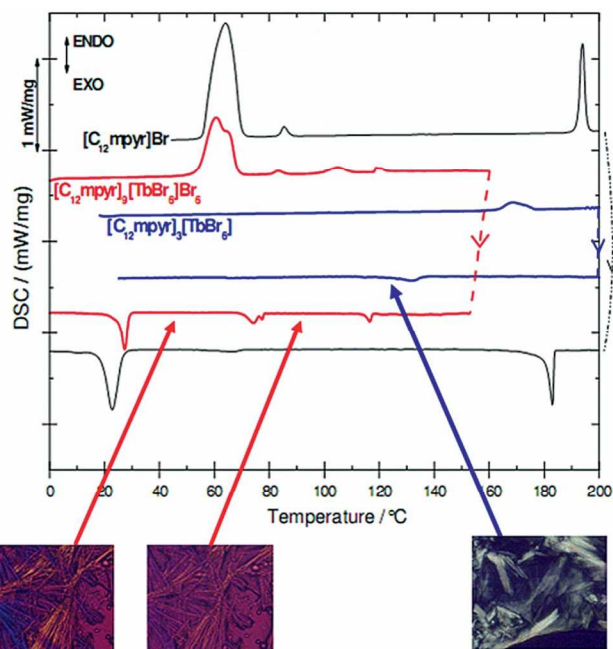 ENDO
EXO
1 mW/mg
[C₁₂mpyr]Br
[C₁₂mpyr]₉[TbBr₆]Br₆
[C₁₂mpyr]₃[TbBr₆]
DSC / (mW/mg)
0 20 40 60 80 100 120 140 160 180 200
Temperature / °C